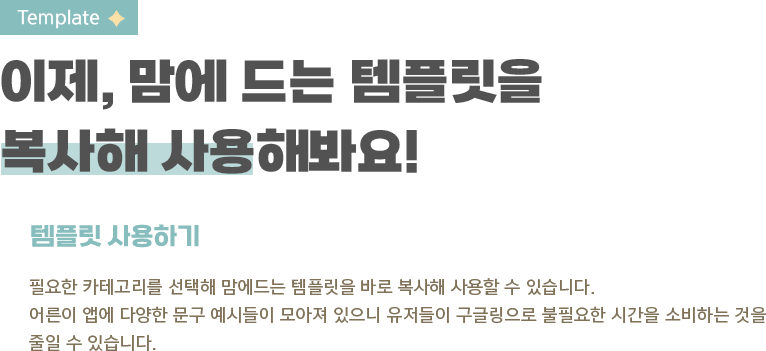 Template
이제, 맘에 드는 템플릿을
복사해 사용해봐요!
템플릿 사용하기
필요한 카테고리를 선택해 맘에드는 템플릿을 바로 복사해 사용할 수 있습니다.
어른이 앱에 다양한 문구 예시들이 모아져 있으니 유저들이 구글링으로 불필요한 시간을 소비하는 것을
줄일 수 있습니다.